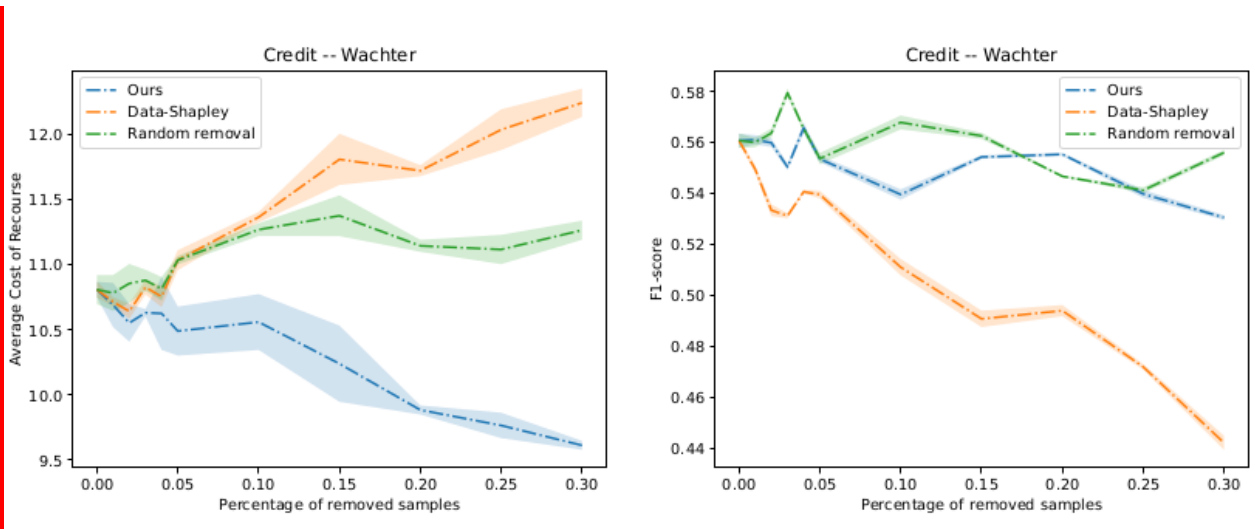 Credit -- Wachter
Ours
Data-Shapley
Random removal
12.0
11.5
11.0
10.5
10.0
9.5
Average Cost of Recourse
0.00 0.05 0.10 0.15 0.20 0.25 0.30
Percentage of removed samples
Credit -- Wachter
Ours
Data-Shapley
Random removal
0.58
0.56
0.54
0.52
0.50
0.48
0.46
0.44
F1-score
0.00 0.05 0.10 0.15 0.20 0.25 0.30
Percentage of removed samples